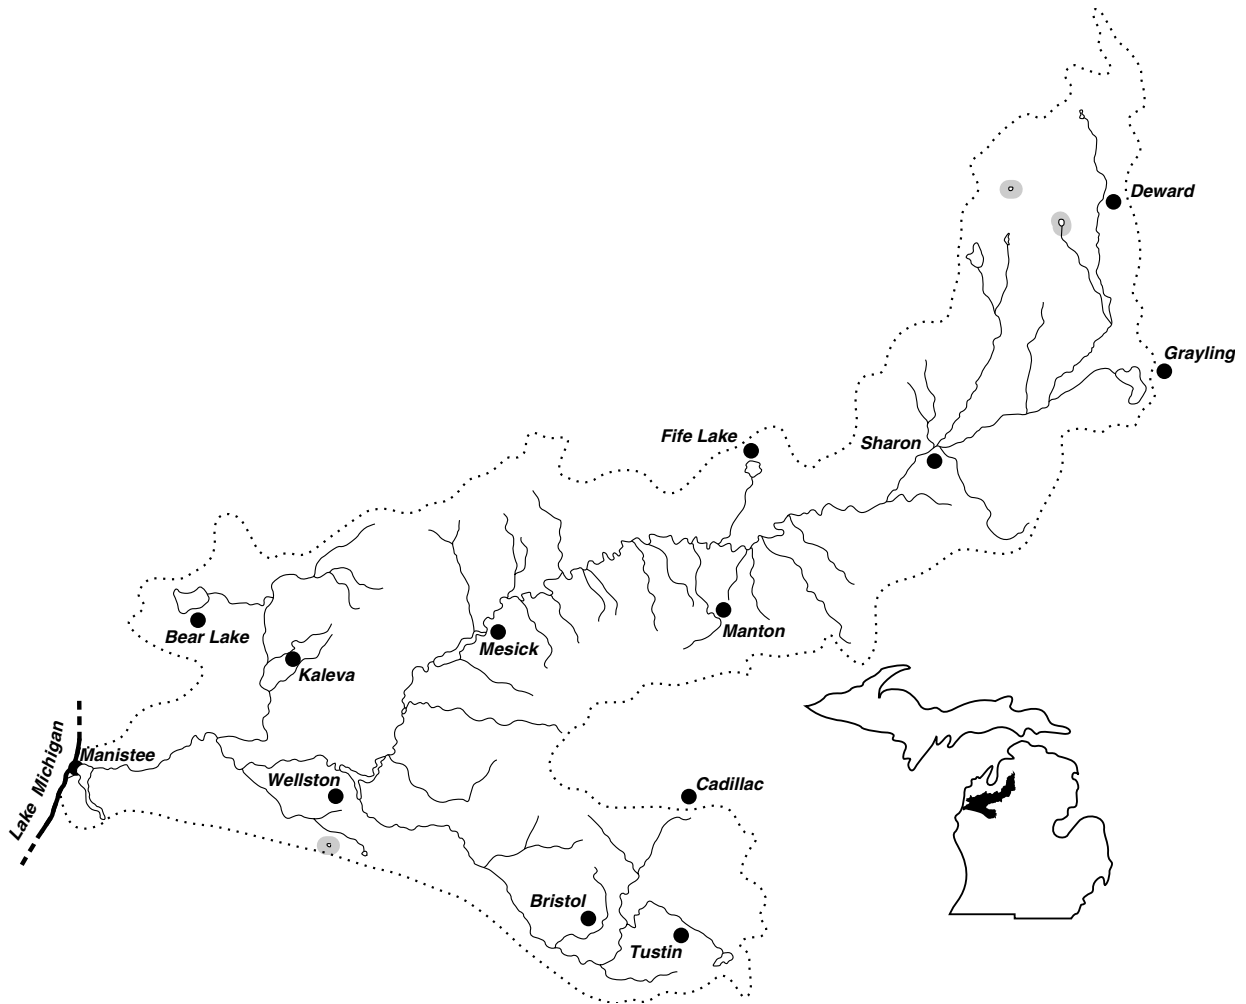 Deward
Grayling
Fife Lake
Sharon
Bear Lake
Manton
Mesick
Kaleva
Lake Michigan
Manistee
Wellston
Cadillac
Bristol
Tustin